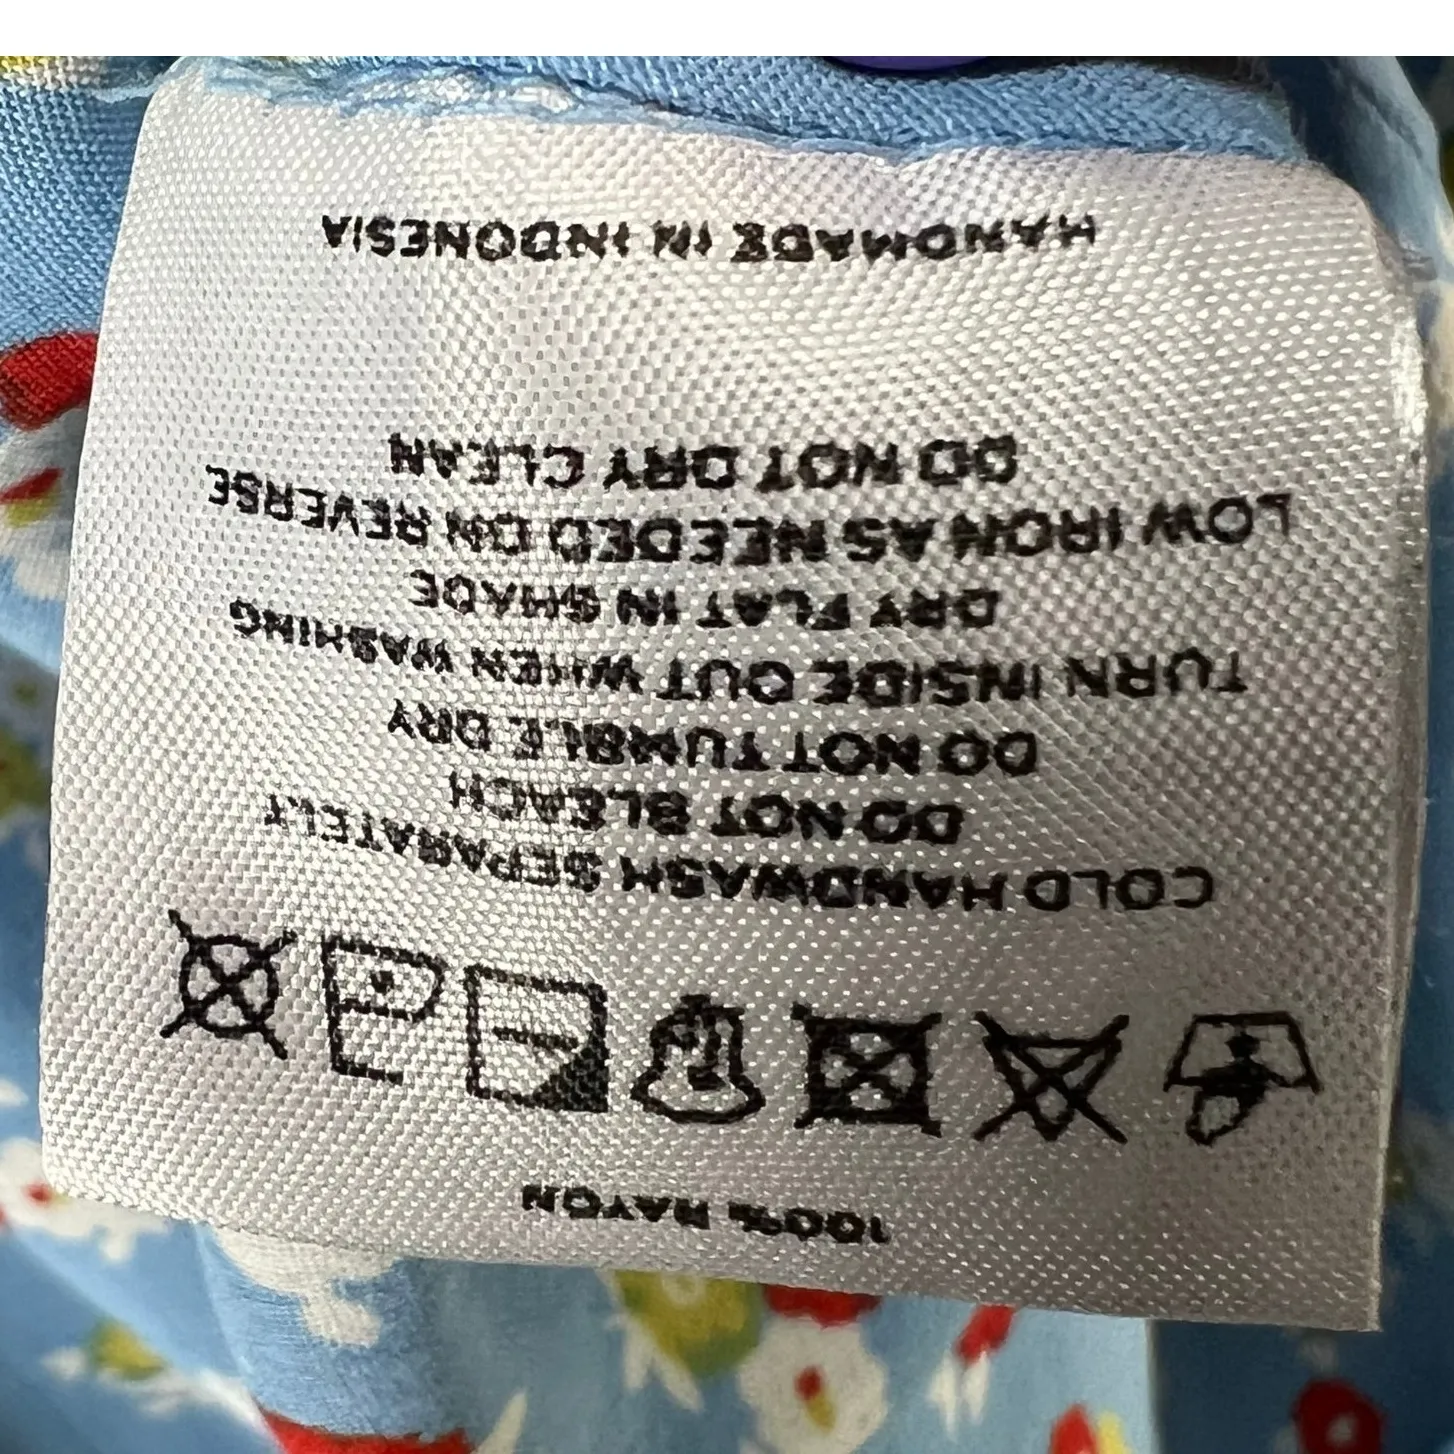 100% RAYON
COLD HANDWASH SEPARATELY
DO NOT BLEACH
DO NOT TUMBLE DRY
TURN INSIDE OUT WHEN WASHING
DRY FLAT IN SHADE
LOW IRON AS NEEDED ON REVERSE
DO NOT DRY CLEAN
HANDMADE IN INDONESIA